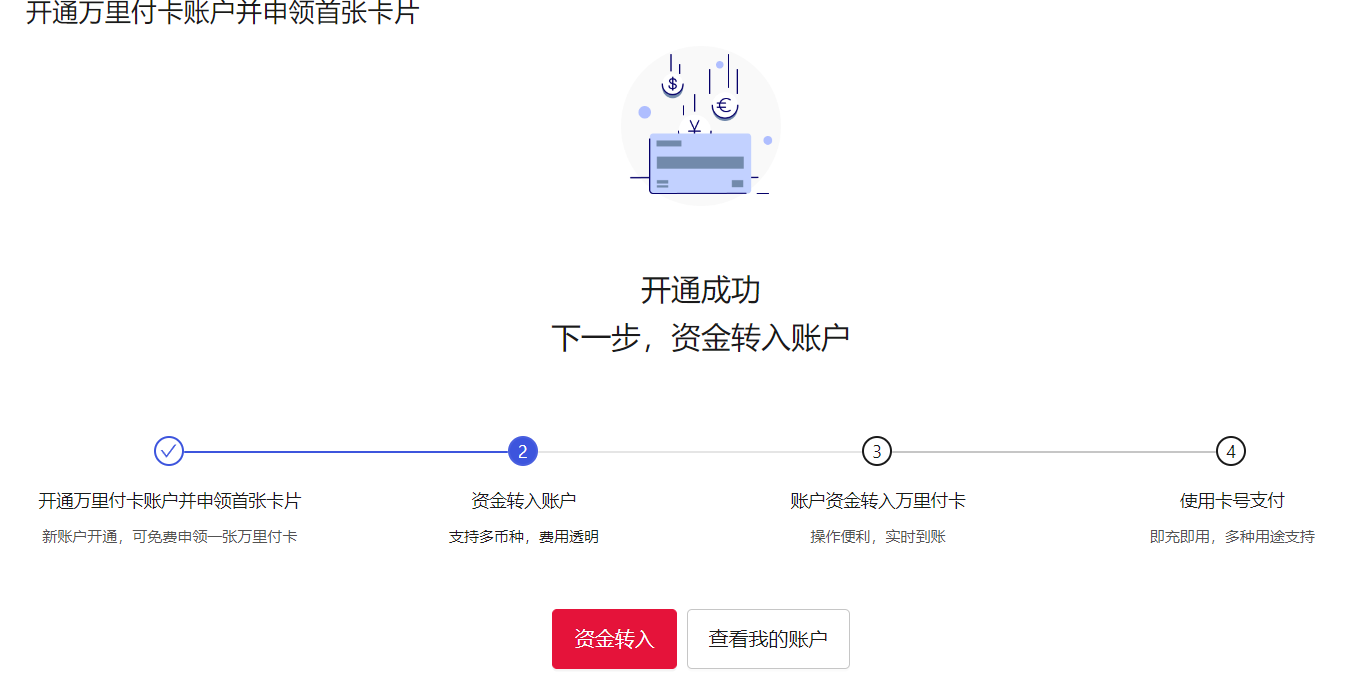 开通万里付卡账户并申领首张卡片
$
€
¥
开通成功
下一步，资金转入账户
2
3
4
开通万里付卡账户并申领首张卡片
资金转入账户
账户资金转入万里付卡
使用卡号支付
新账户开通，可免费申领一张万里付卡
支持多币种，费用透明
操作便利，实时到账
即充即用，多种用途支持
资金转入
查看我的账户